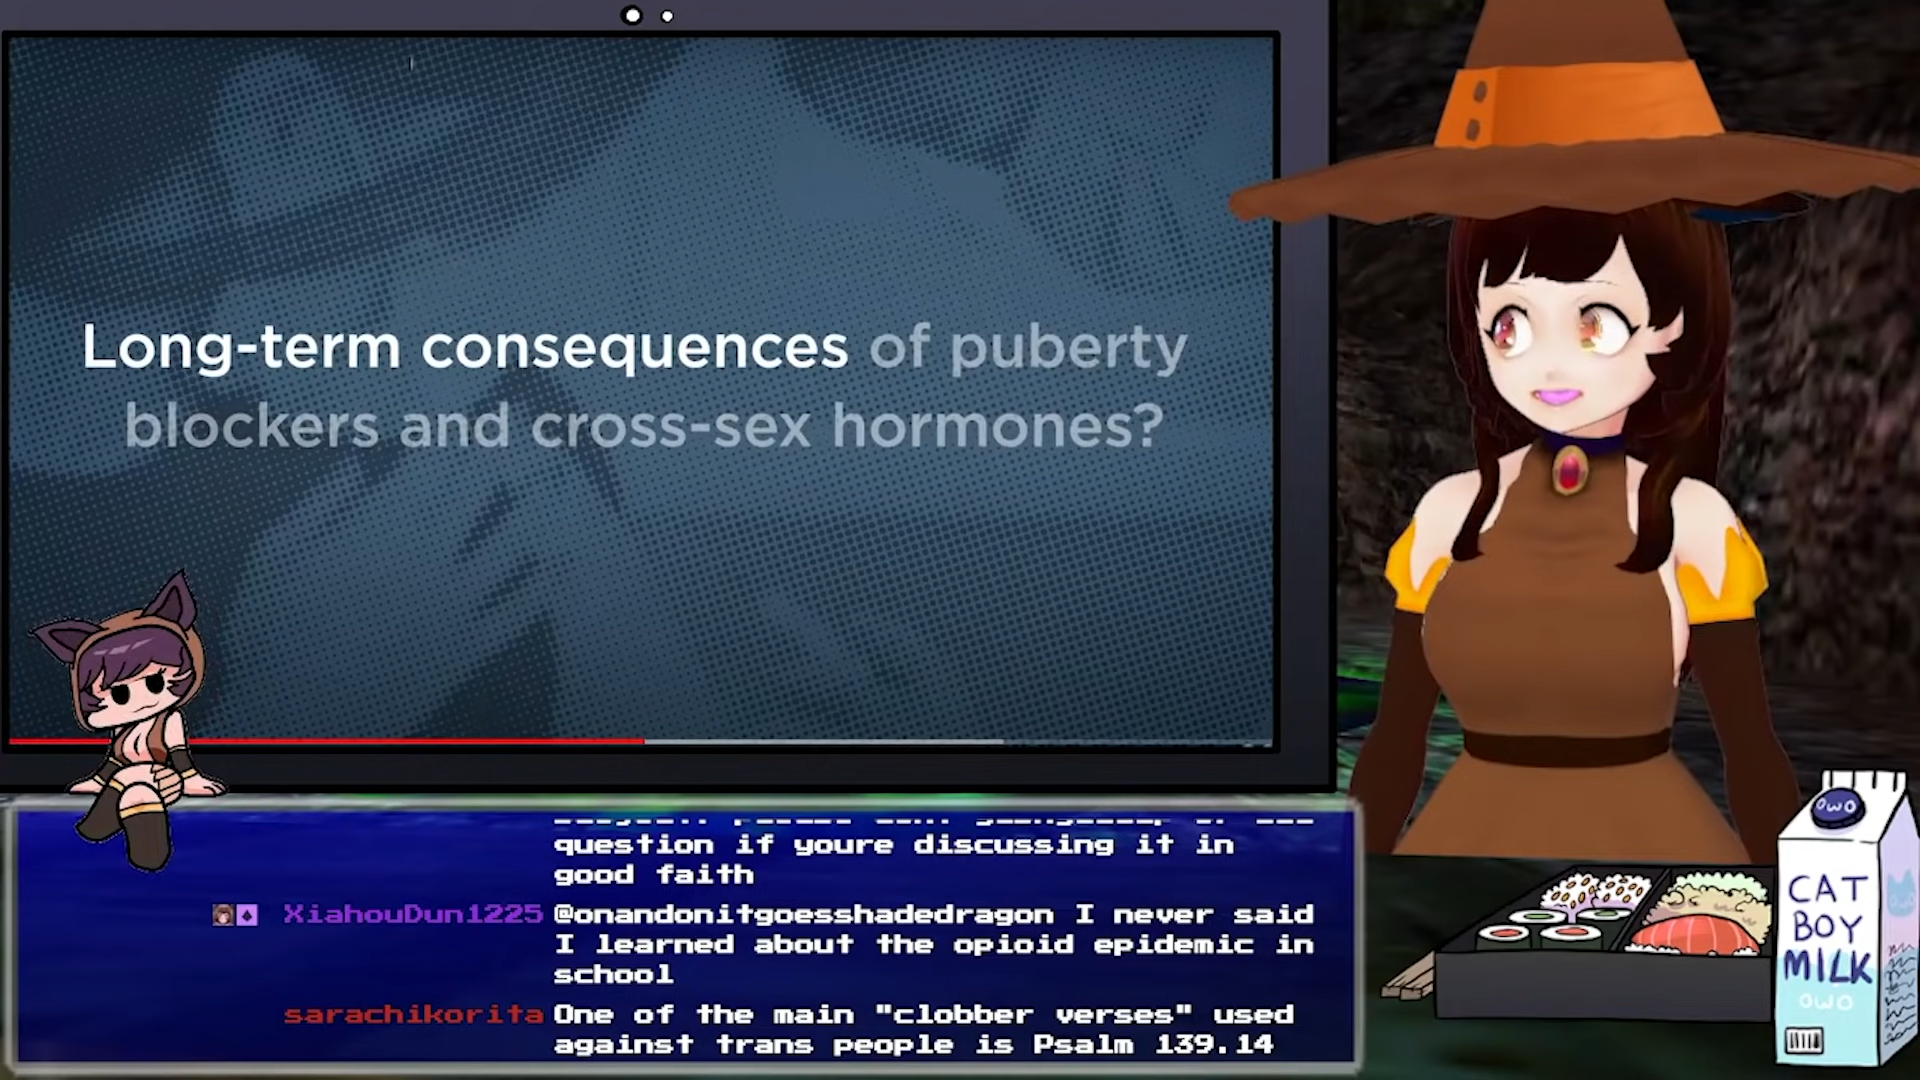 Long-term consequences of puberty
blockers and cross-sex hormones?
question if youre discussing it in
good faith
XiahouDun1225 @onandonitgoesshadedragon I never said
I learned about the opioid epidemic in
school
sarachikorita One of the main "clobber verses" used
against trans people is Psalm 139.14
OWO
CAT
BOY
MILK
OWO